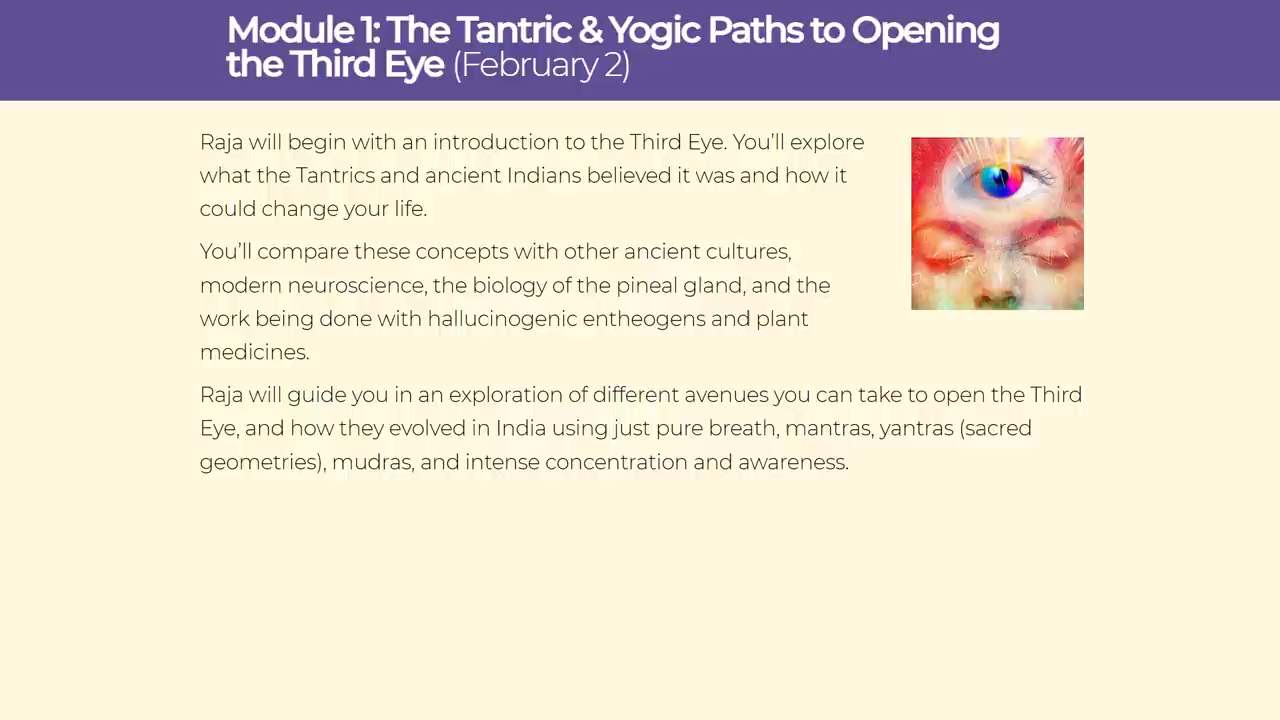 Module 1: The Tantric & Yogic Paths to Opening
the Third Eye (February 2)
Raja will begin with an introduction to the Third Eye. You’ll explore
what the Tantrics and ancient Indians believed it was and how it
could change your life.
You’ll compare these concepts with other ancient cultures,
modern neuroscience, the biology of the pineal gland, and the
work being done with hallucinogenic entheogens and plant
medicines.
Raja will guide you in an exploration of different avenues you can take to open the Third
Eye, and how they evolved in India using just pure breath, mantras, yantras (sacred
geometries), mudras, and intense concentration and awareness.